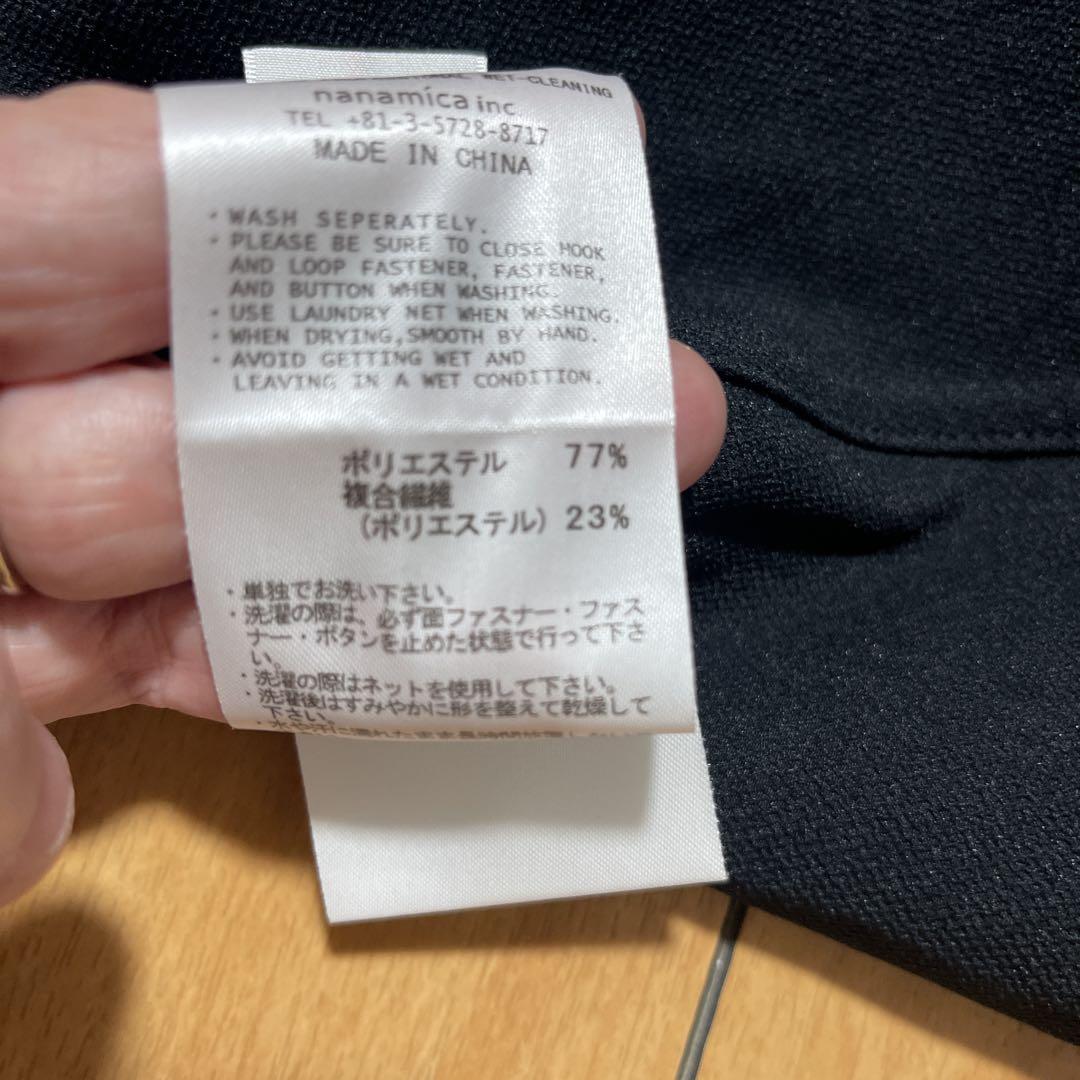 WET-CLEANING
nanamica inc
TEL +81-3-5728-8717
MADE IN CHINA
・WASH SEPERATELY.
・PLEASE BE SURE TO CLOSE HOOK
AND LOOP FASTENER, FASTENER,
AND BUTTON WHEN WASHING.
・USE LAUNDRY NET WHEN WASHING.
・WHEN DRYING,SMOOTH BY HAND.
・AVOID GETTING WET AND
LEAVING IN A WET CONDITION.
ポリエステル 77%
複合繊維
(ポリエステル) 23%
・単独でお洗い下さい。
・洗濯の際は、必ず面ファスナー・ファス
ナー・ボタンを止めた状態で行って下さ
い。
・洗濯の際はネットを使用して下さい。
・洗濯後はすみやかに形を整えて乾燥して
下さい。